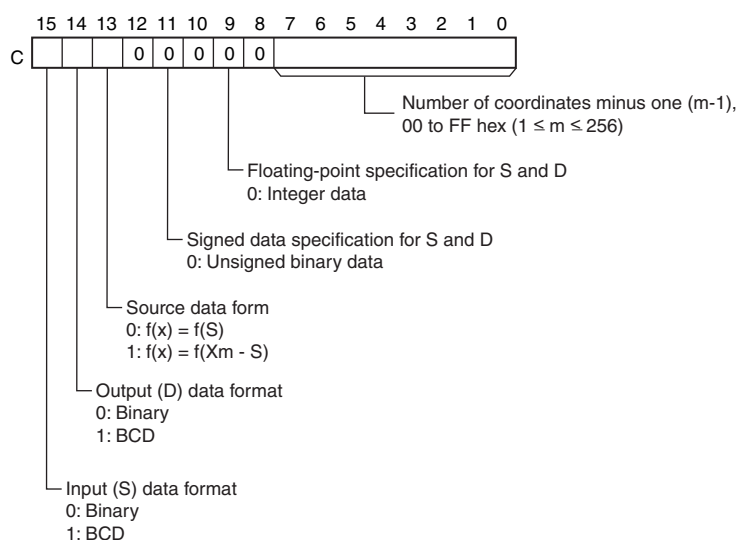 15 14 13 12 11 10 9 8 7 6 5 4 3 2 1 0
C 0 0 0 0 0
Number of coordinates minus one (m-1),
00 to FF hex (1 ≤ m ≤ 256)
Floating-point specification for S and D
0: Integer data
Signed data specification for S and D
0: Unsigned binary data
Source data form
0: f(x) = f(S)
1: f(x) = f(Xm - S)
Output (D) data format
0: Binary
1: BCD
Input (S) data format
0: Binary
1: BCD